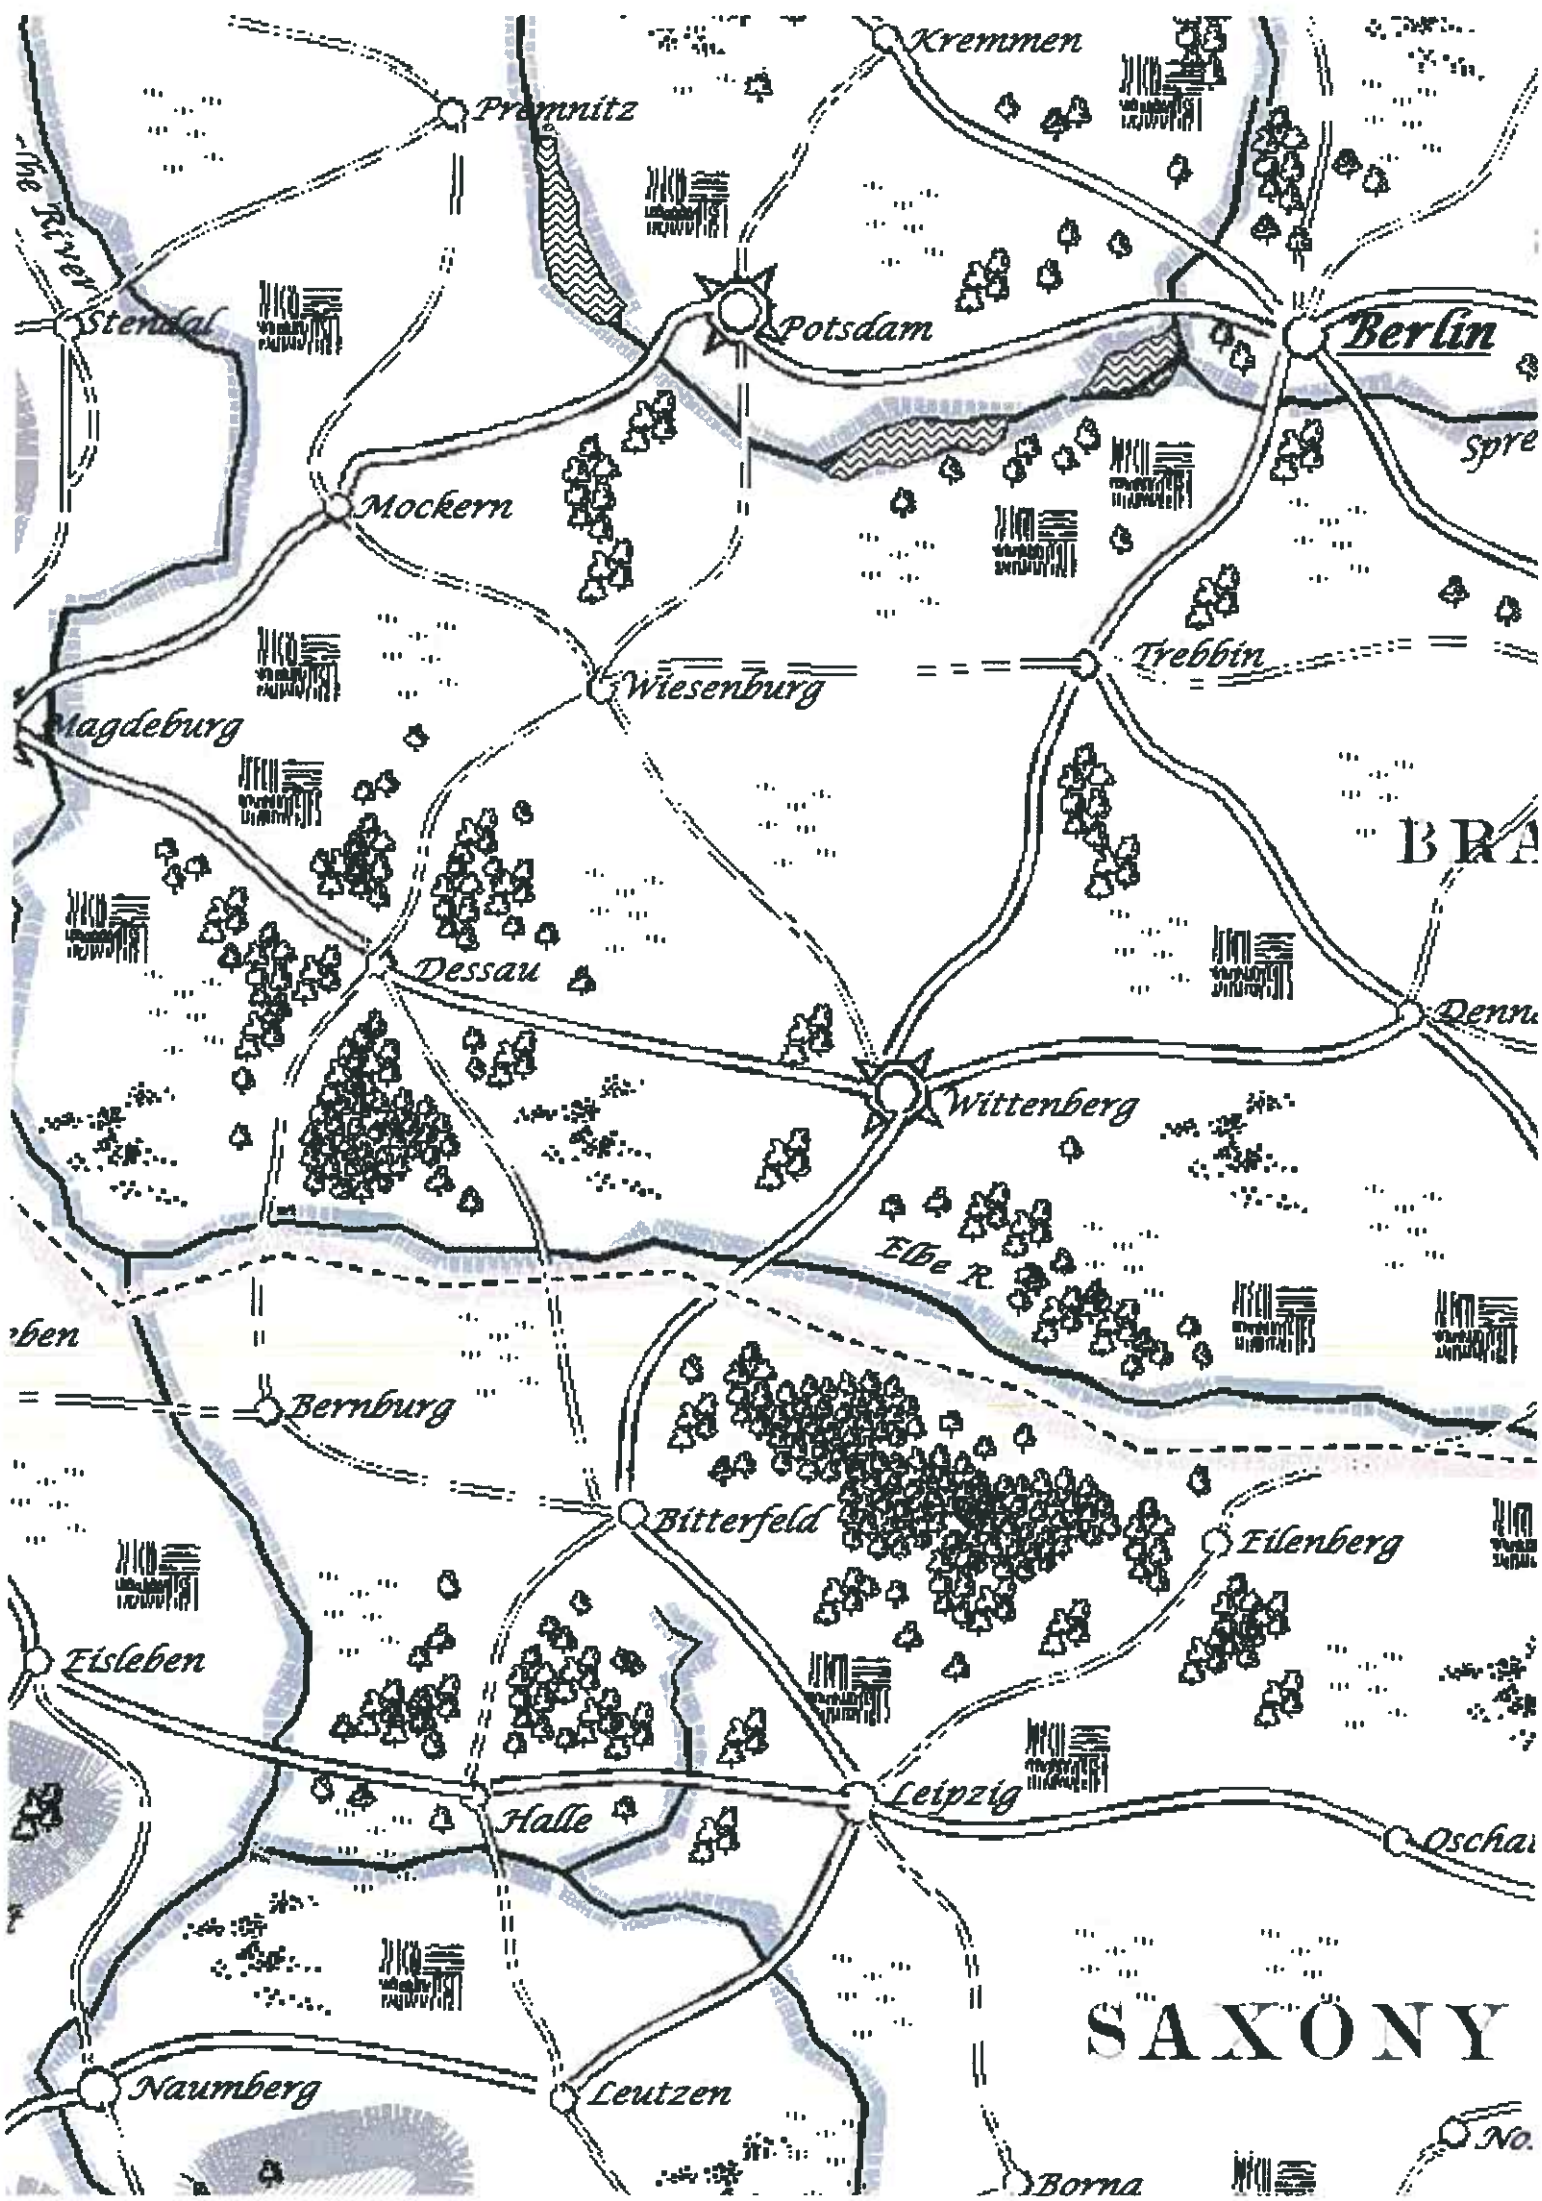 Kremmen
Premnitz
the River
Stendal
Potsdam
Berlin
Spre
Mockern
Trebbin
Wiesenburg
Magdeburg
BRA
Dessau
Denn
Wittenberg
Elbe R.
ben
Bernburg
Bitterfeld
Eilenberg
Eisleben
Leipzig
Halle
Oscha
SAXONY
Naumberg
Leutzen
No.
Borna